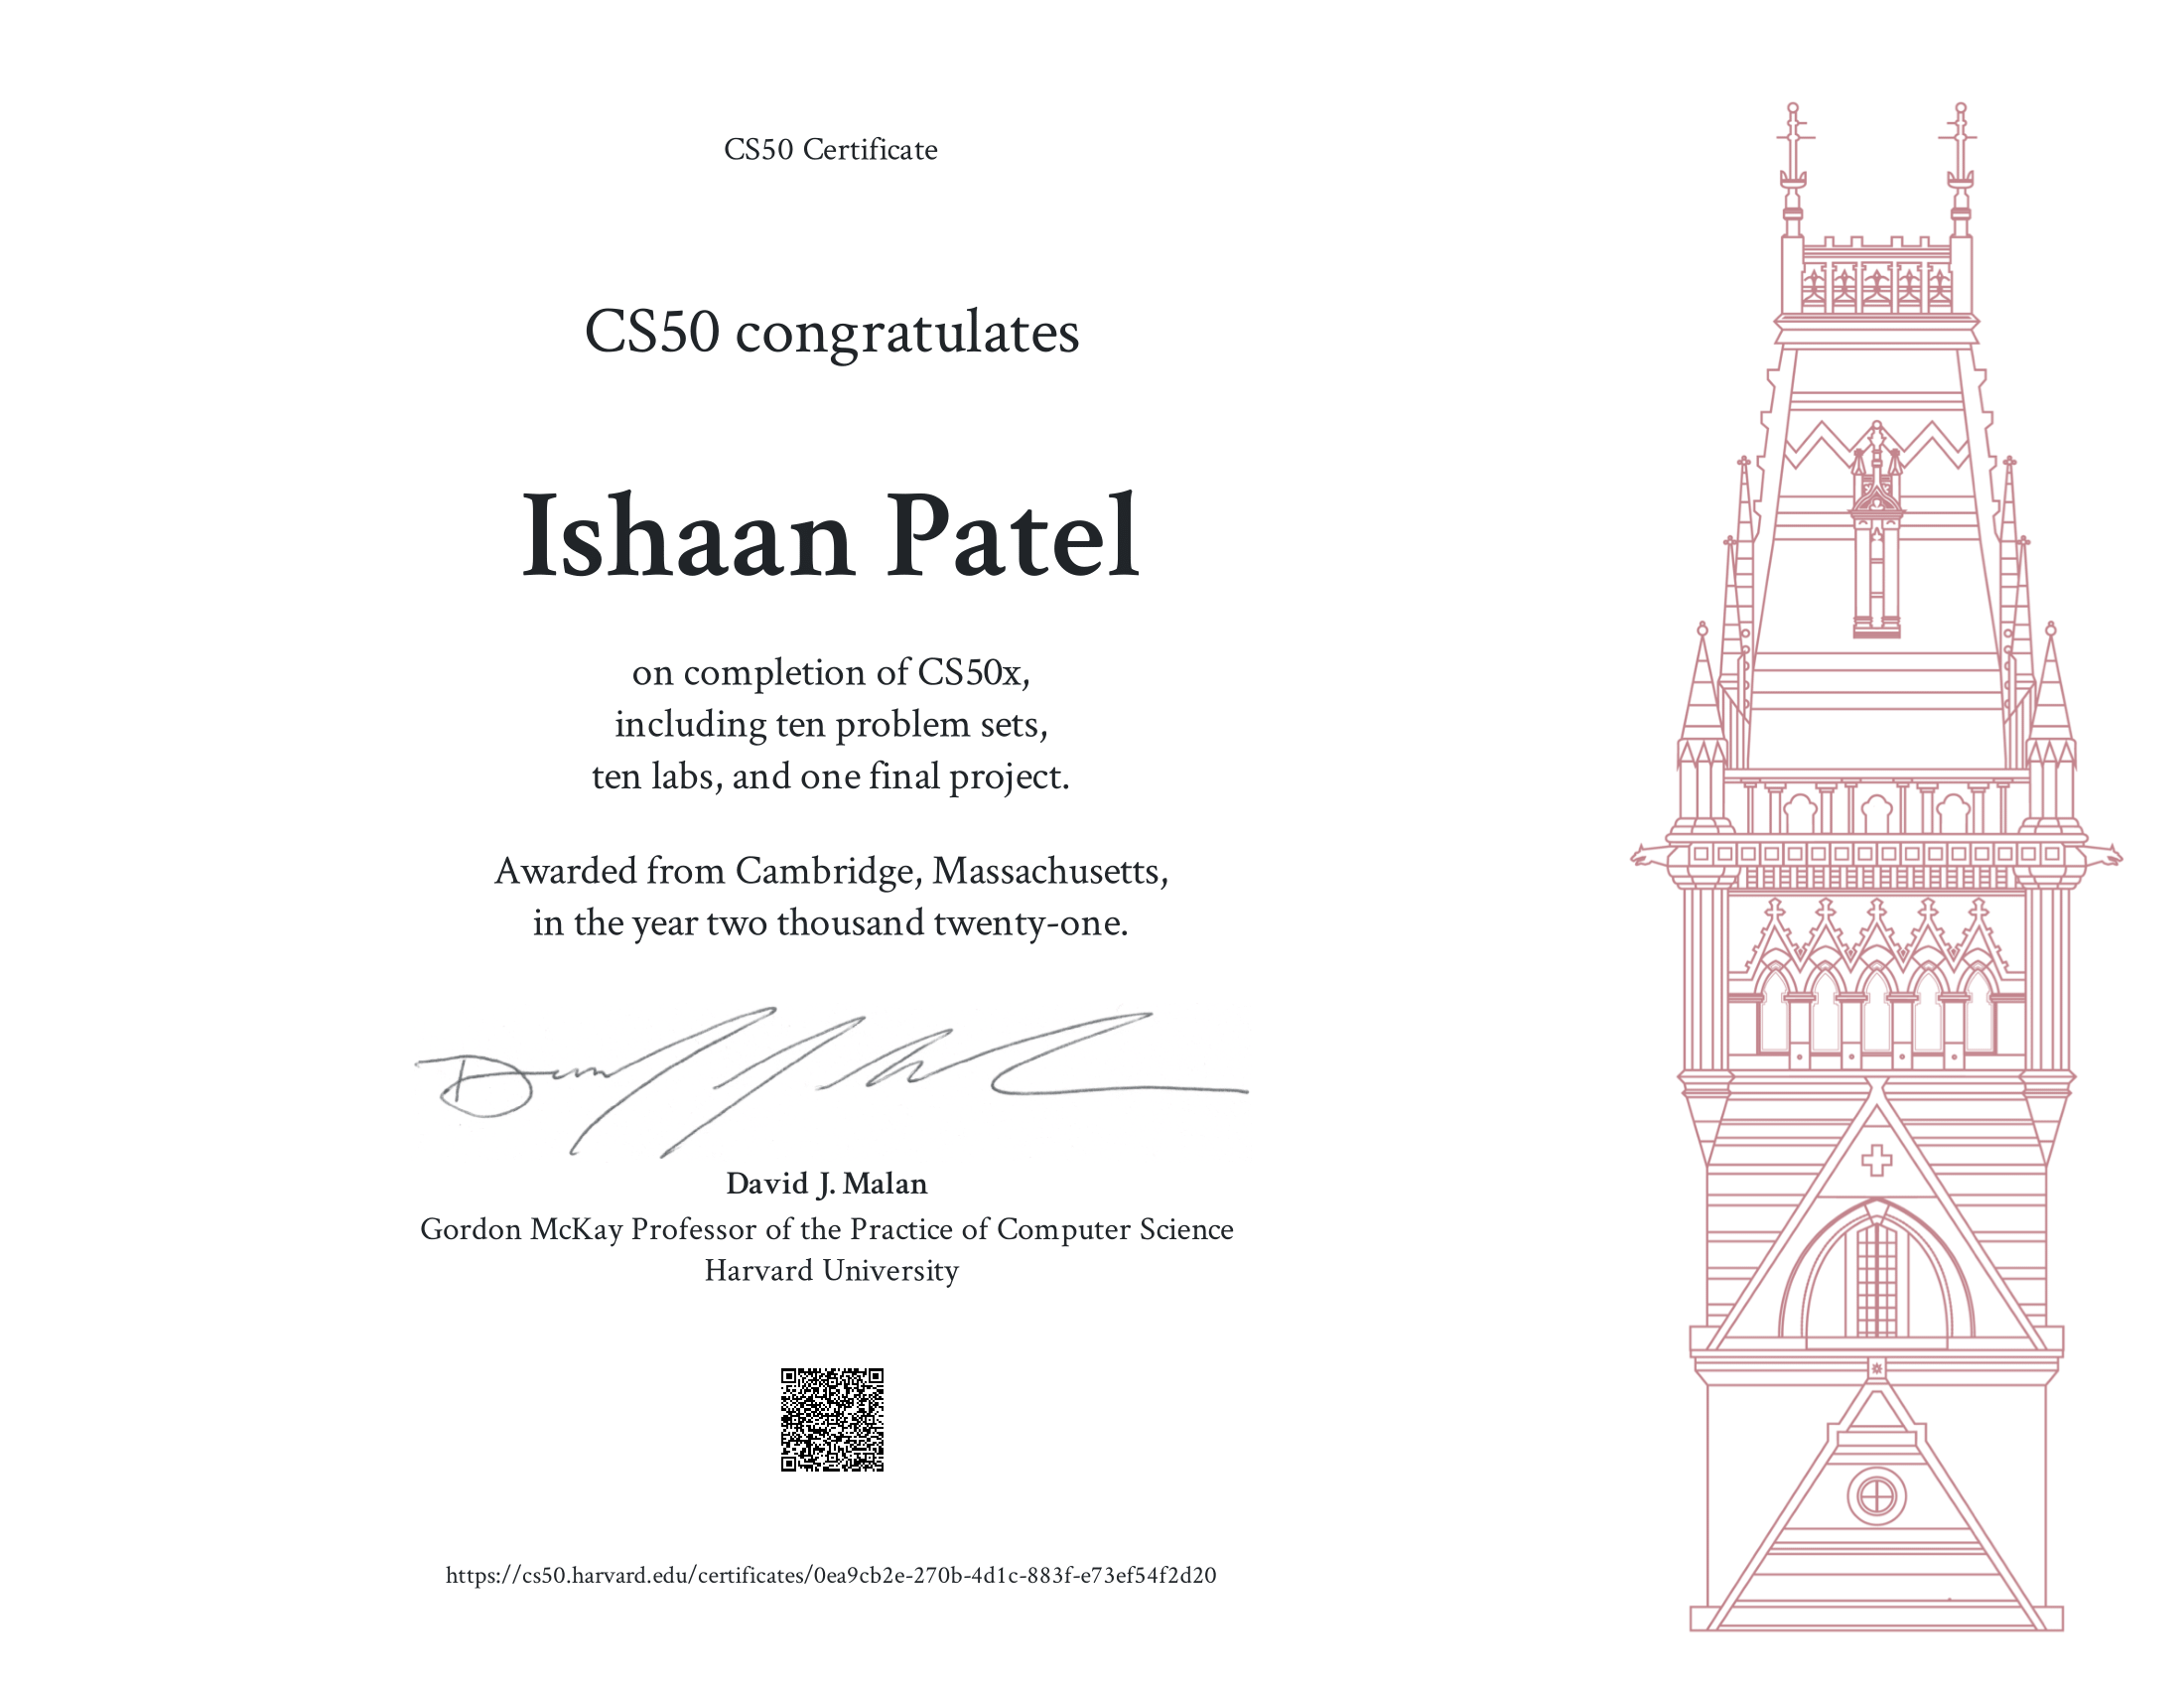 CS50 Certificate
CS50 congratulates
Ishaan Patel
on completion of CS50x,
including ten problem sets,
ten labs, and one final project.
Awarded from Cambridge, Massachusetts,
in the year two thousand twenty-one.
David J. Malan
Gordon McKay Professor of the Practice of Computer Science
Harvard University
https://cs50.harvard.edu/certificates/0ea9cb2e-270b-4d1c-883f-e73ef54f2d20